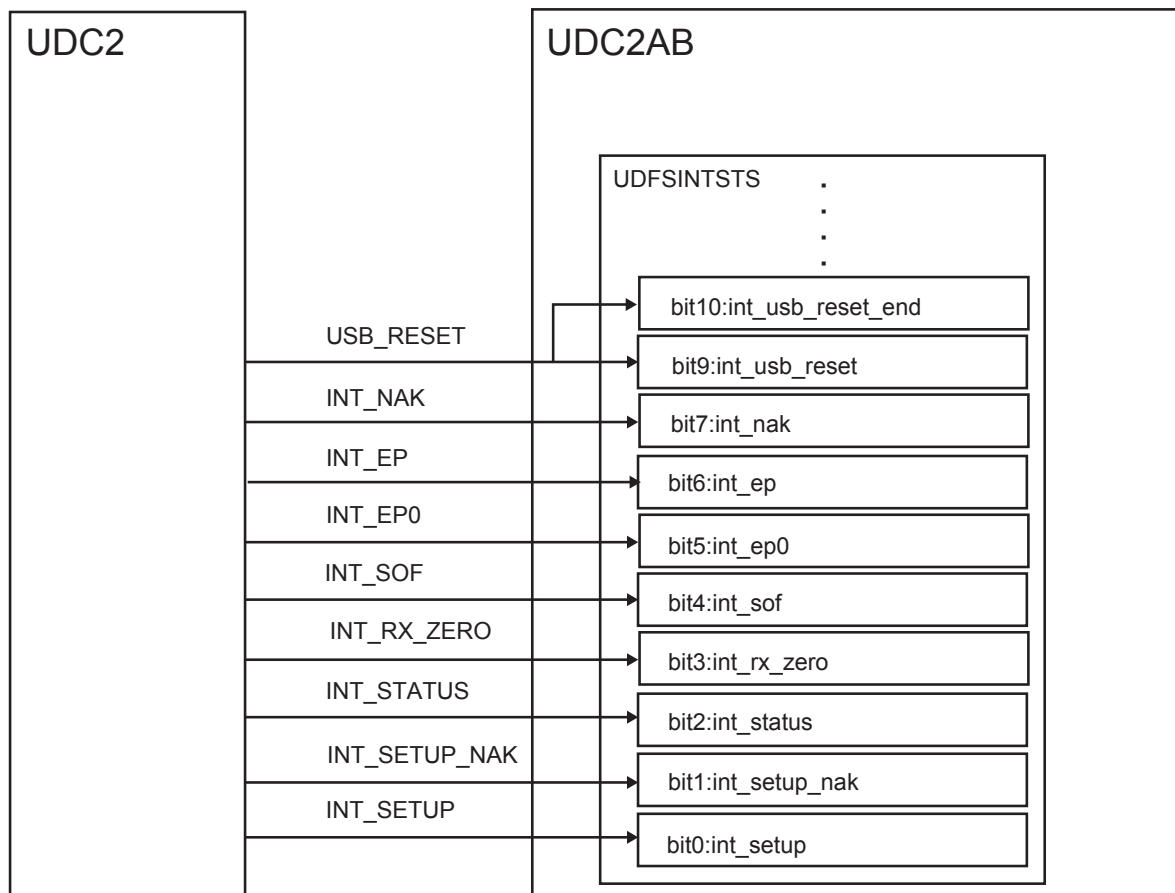 UDC2
UDC2AB
UDFSINTSTS
bit10:int_usb_reset_end
USB_RESET
bit9:int_usb_reset
INT_NAK
bit7:int_nak
INT_EP
bit6:int_ep
INT_EP0
bit5:int_ep0
INT_SOF
bit4:int_sof
INT_RX_ZERO
bit3:int_rx_zero
INT_STATUS
bit2:int_status
INT_SETUP_NAK
bit1:int_setup_nak
INT_SETUP
bit0:int_setup